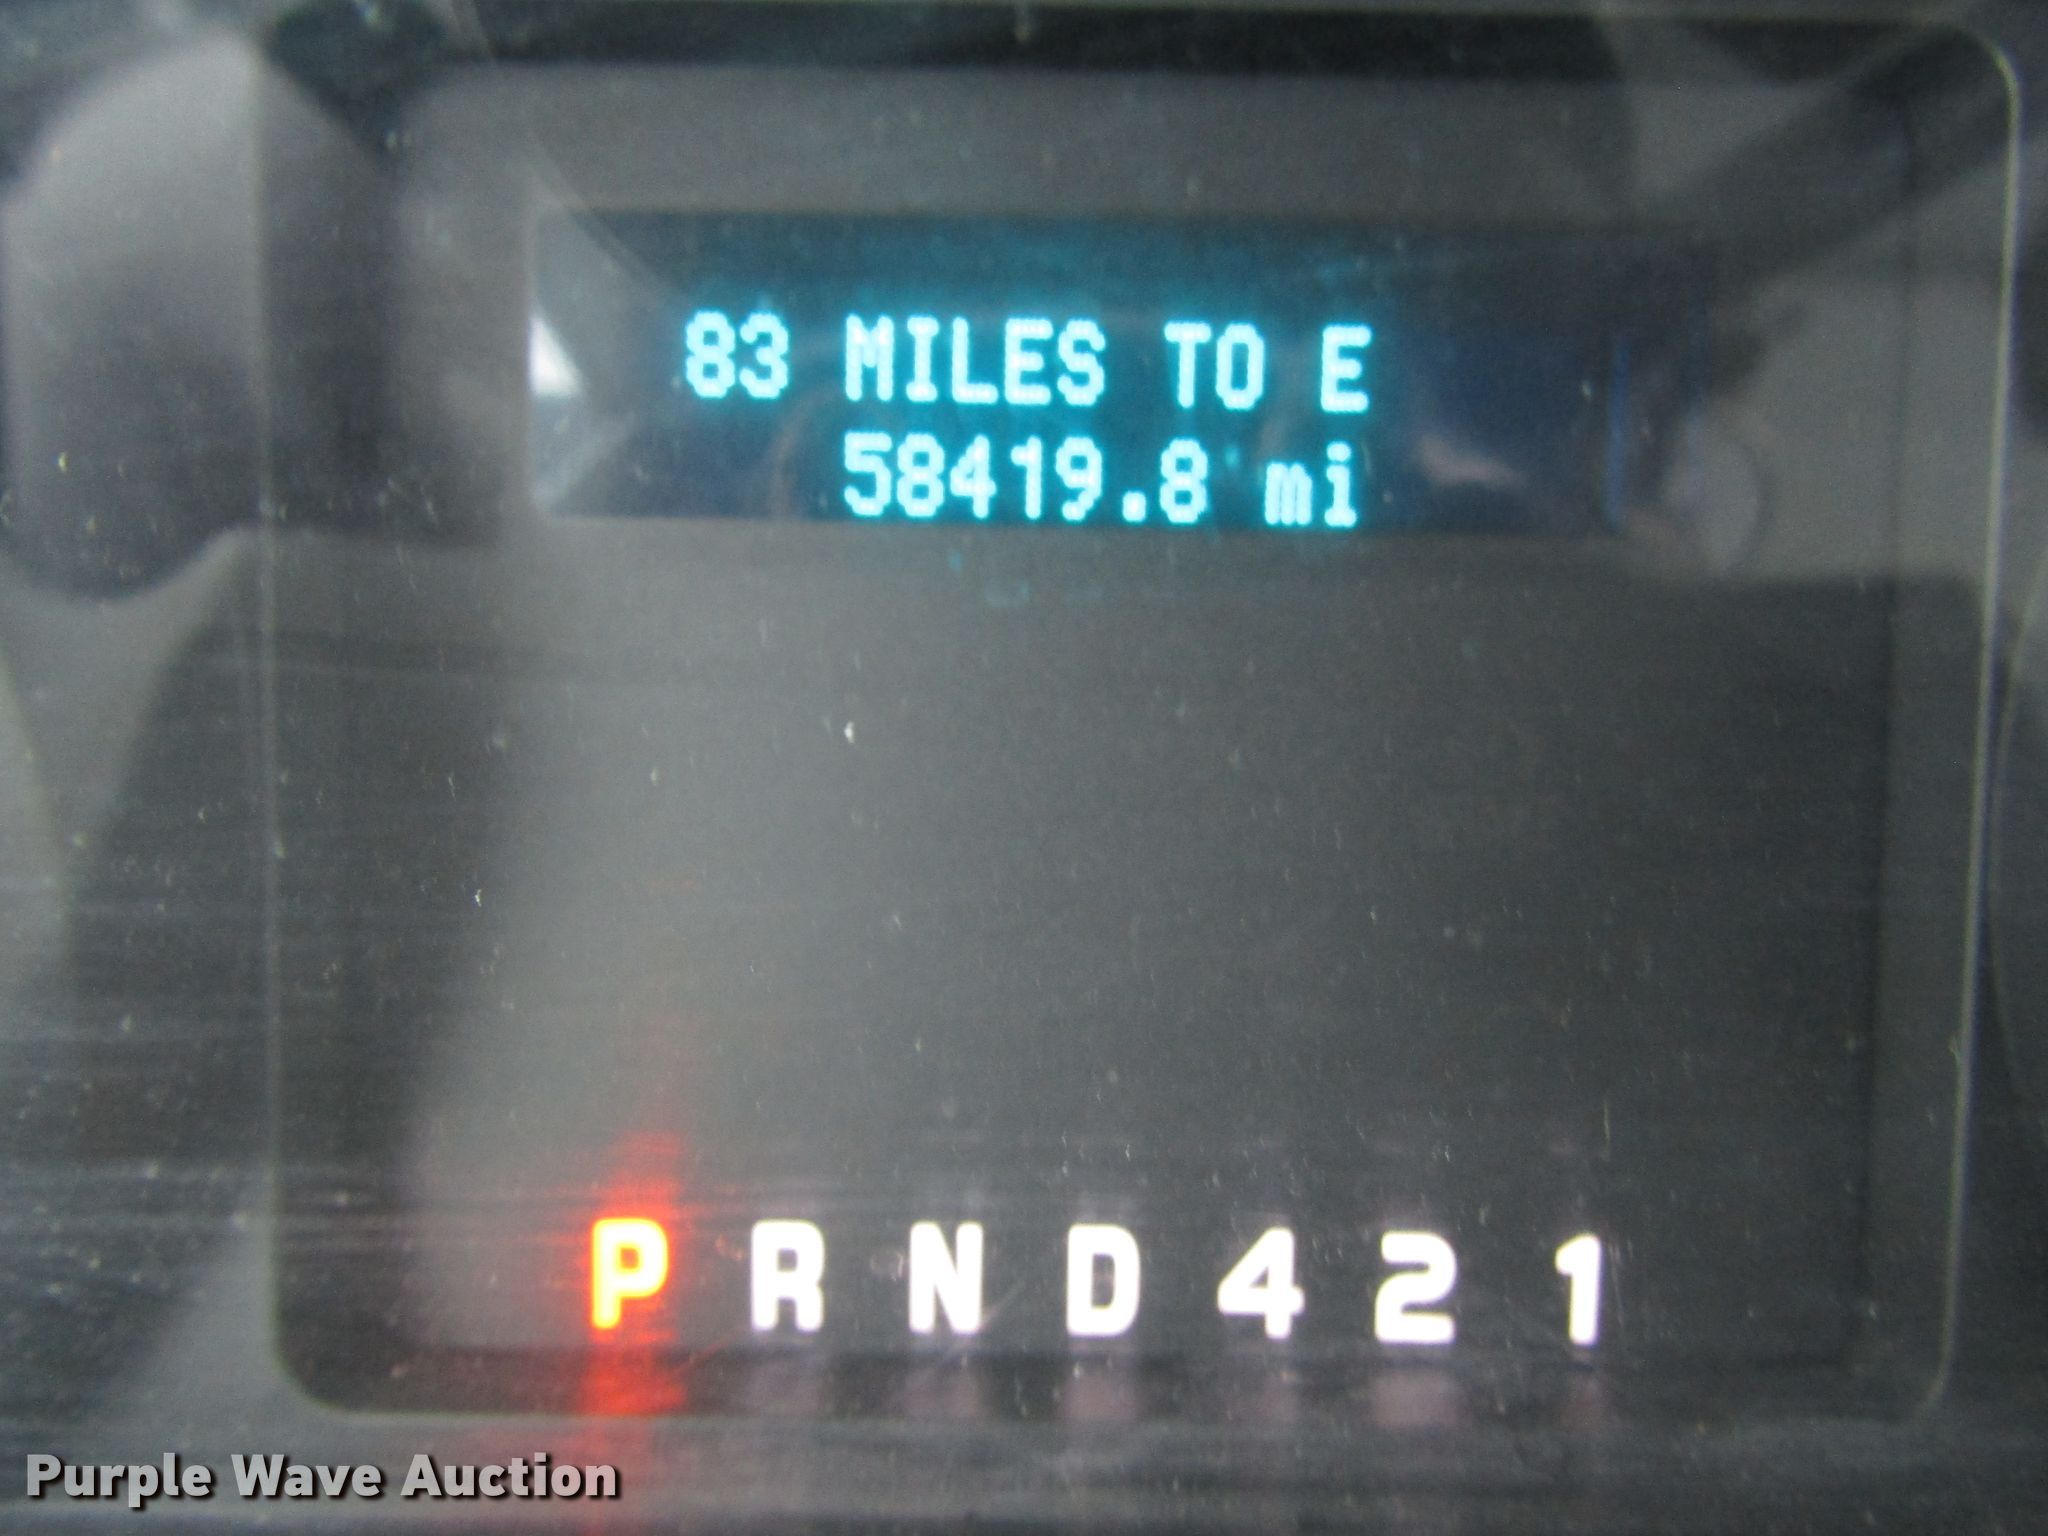 83 MILES TO E
58419.8 mi
P R N D 4 2 1
Purple Wave Auction